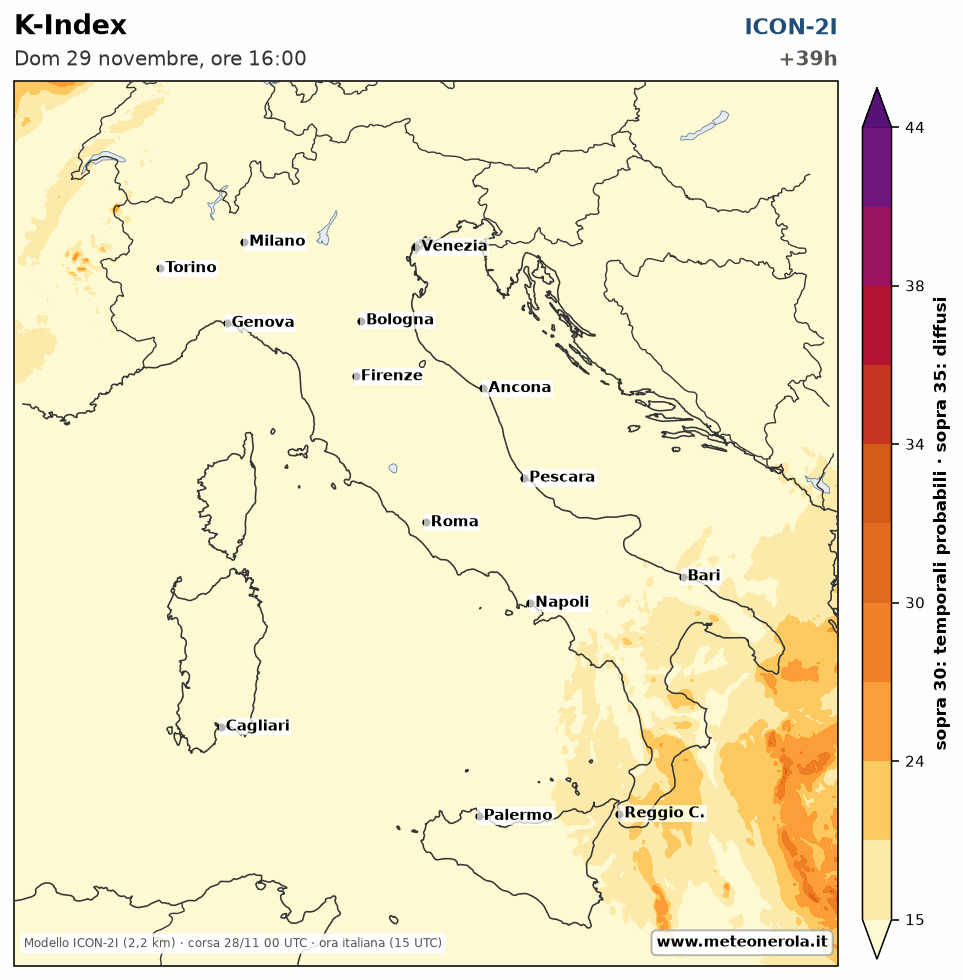 K-Index
ICON-2I
Dom 29 novembre, ore 16:00
+39h
Milano
Venezia
Torino
Genova
Bologna
Firenze
Ancona
Pescara
Roma
Bari
Napoli
Cagliari
Palermo
Reggio C.
44
38
34
30
24
15
sopra 30: temporali probabili · sopra 35: diffusi
Modello ICON-2I (2,2 km) · corsa 28/11 00 UTC · ora italiana (15 UTC)
www.meteonerola.it